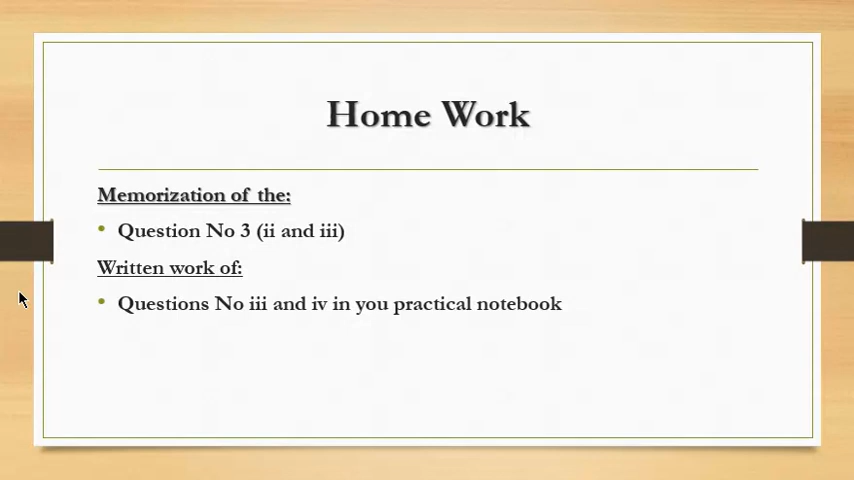 Home Work
Memorization of the:
• Question No 3 (ii and iii)
Written work of:
• Questions No iii and iv in you practical notebook